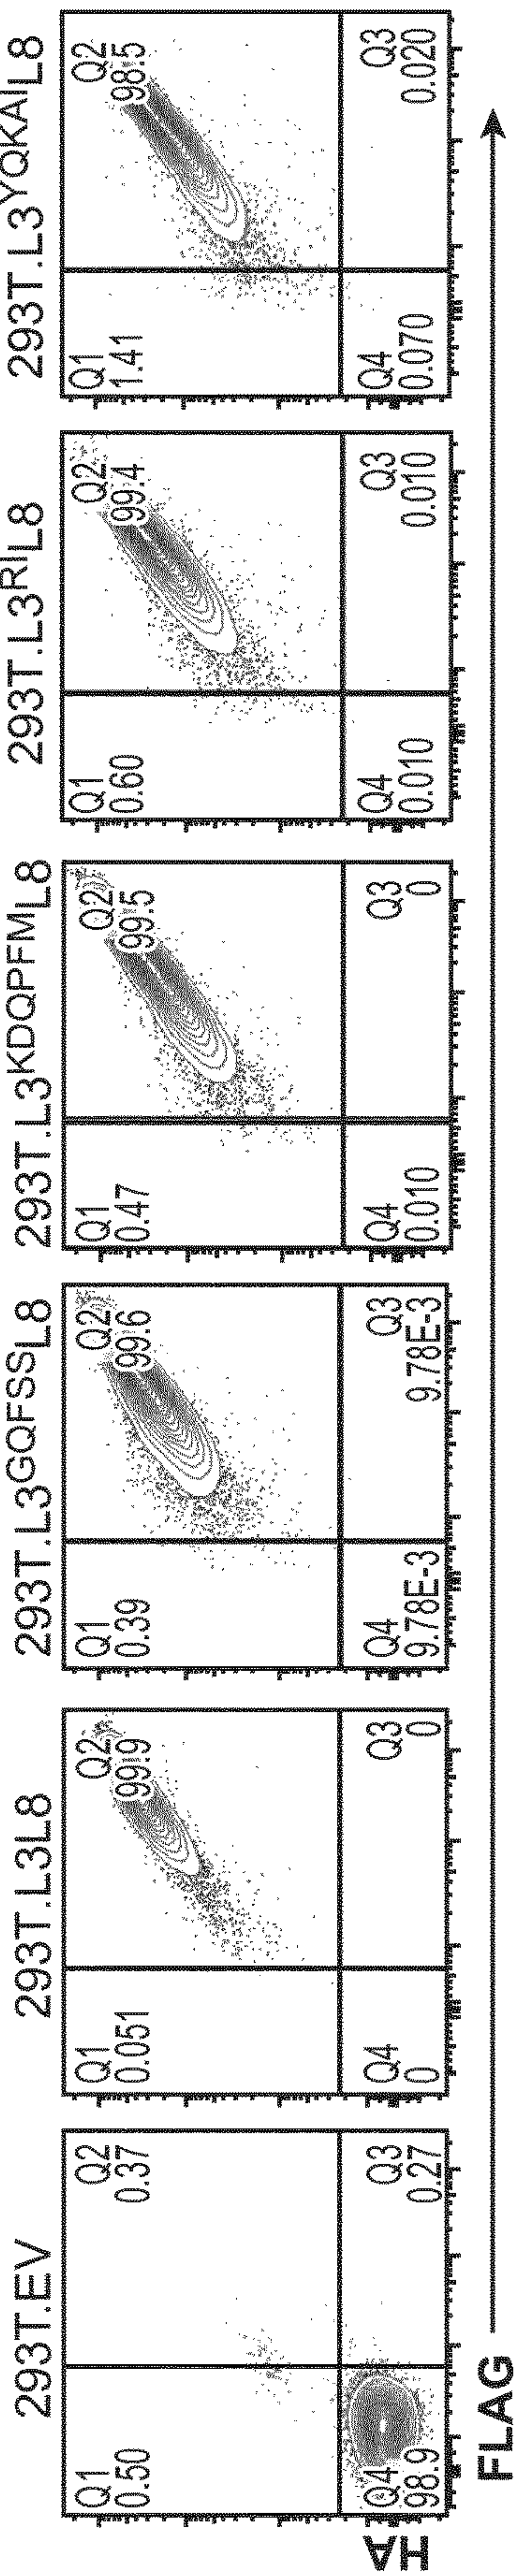 293T.EV
Q1
0.50
Q2
0.37
Q4
98.9
Q3
0.27
293T.L3L8
Q1
0.051
Q2
99.9
Q4
0
Q3
0
293T.L3GQFSSL8
Q1
0.39
Q2
99.6
Q4
9.78E-3
Q3
9.78E-3
293T.L3KDQPFML8
Q1
0.47
Q2
99.5
Q4
0.010
Q3
0
293T.L3RIL8
Q1
0.60
Q2
99.4
Q4
0.010
Q3
0.010
293T.L3YQKAIL8
Q1
1.41
Q2
98.5
Q4
0.070
Q3
0.020
HA
FLAG